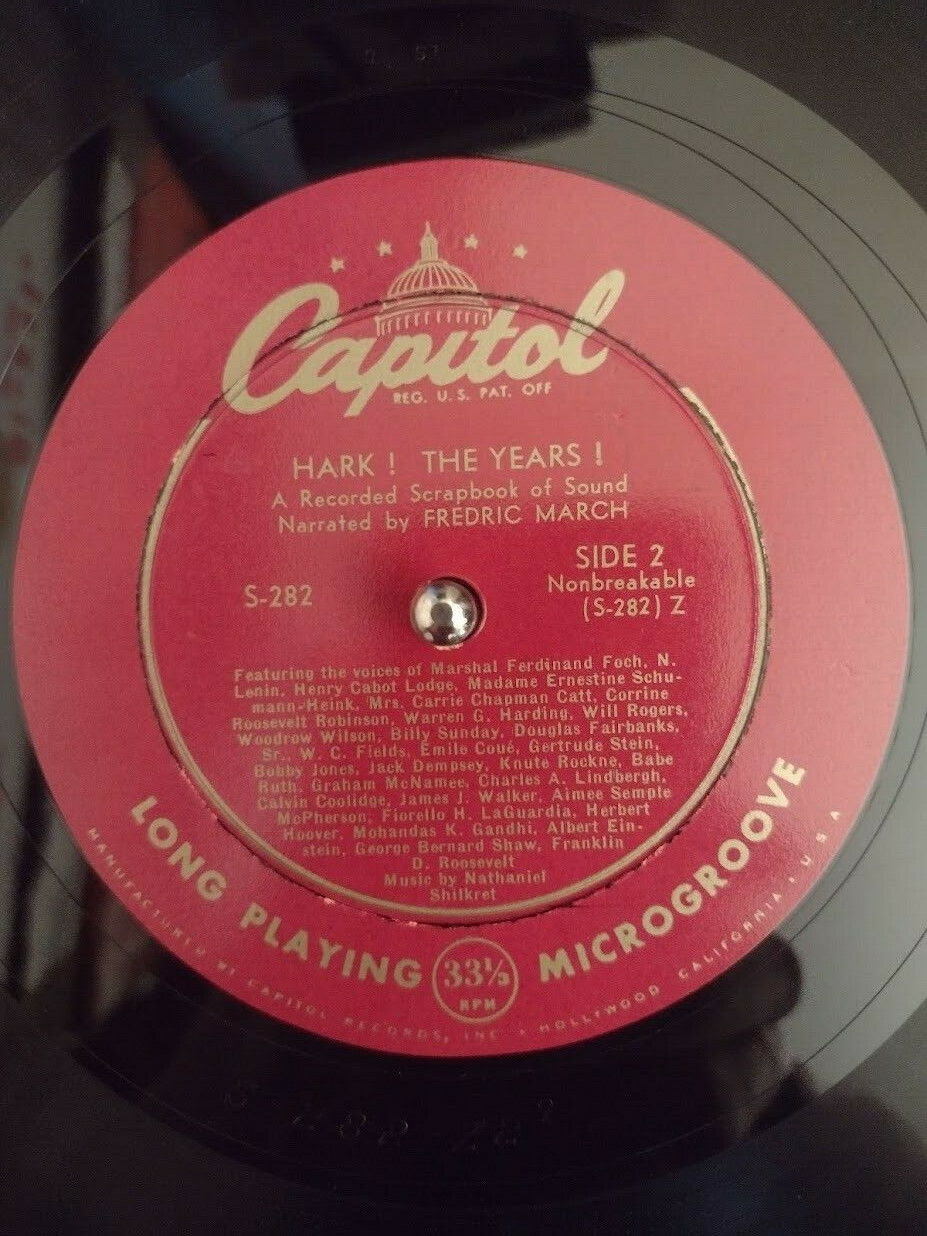 Capitol
REG. U.S. PAT. OFF
HARK ! THE YEARS !
A Recorded Scrapbook of Sound
Narrated by FREDRIC MARCH
SIDE 2
S-282
Nonbreakable
(S-282) Z
Featuring the voices of Marshal Ferdinand Foch, N.
Lenin, Henry Cabot Lodge, Madame Ernestine Schu-
mann-Heink, Mrs. Carrie Chapman Catt, Corrine
Roosevelt Robinson, Warren G. Harding, Will Rogers,
Woodrow Wilson, Billy Sunday, Douglas Fairbanks,
Sr., W. C. Fields, Emile Coué, Gertrude Stein,
Bobby Jones, Jack Dempsey, Knute Rockne, Babe
Ruth, Graham McNamee, Charles A. Lindbergh,
Calvin Coolidge, James J. Walker, Aimee Semple
McPherson, Fiorello H. LaGuardia, Herbert
Hoover, Mohandas K. Gandhi, Albert Ein-
stein, George Bernard Shaw, Franklin
D. Roosevelt
Music by Nathaniel
Shilkret
LONG PLAYING 33⅓ RPM MICROGROOVE
MANUFACTURED BY CAPITOL RECORDS, INC. • HOLLYWOOD CALIFORNIA • U S A